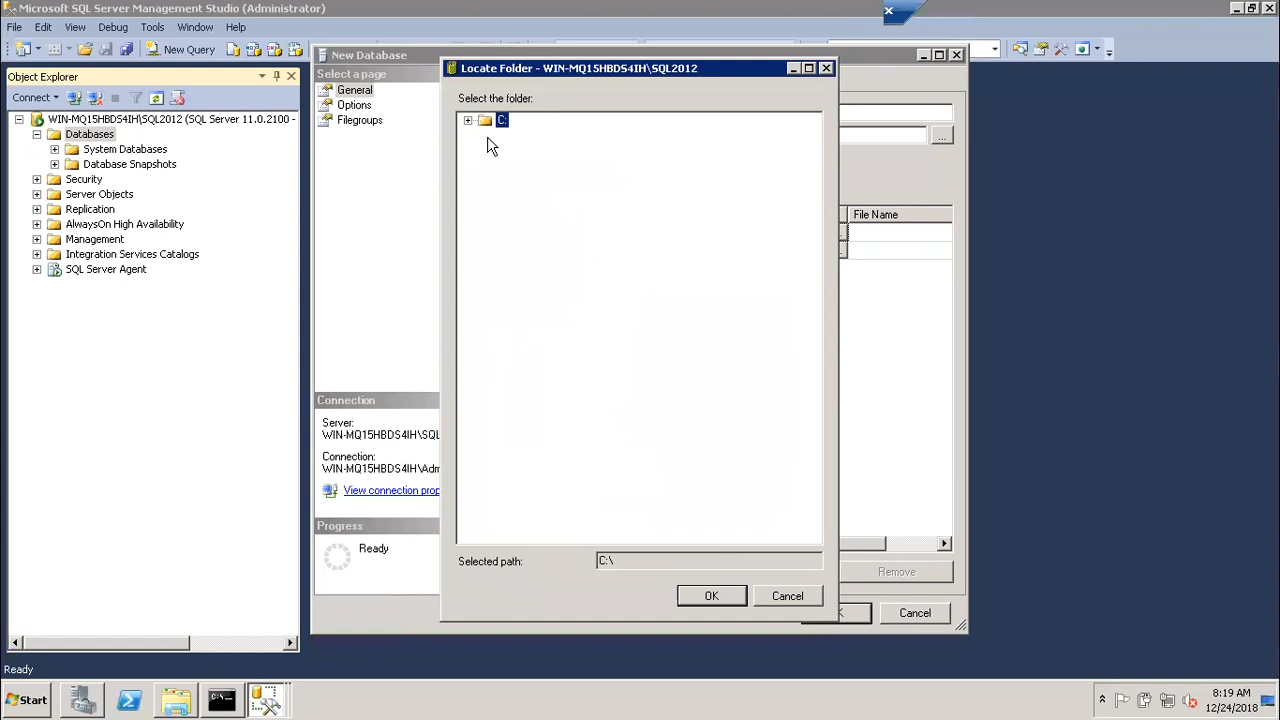 Microsoft SQL Server Management Studio (Administrator)
File Edit View Debug Tools Window Help
New Query
Object Explorer
Connect
WIN-MQ15HBDS4IH\SQL2012 (SQL Server 11.0.2100 -
Databases
System Databases
Database Snapshots
Security
Server Objects
Replication
AlwaysOn High Availability
Management
Integration Services Catalogs
SQL Server Agent
New Database
Select a page
General
Options
Filegroups
Connection
Server:
WIN-MQ15HBDS4IH\SQL
Connection:
WIN-MQ15HBDS4IH\Adm
View connection prop
Progress
Ready
Locate Folder - WIN-MQ15HBDS4IH\SQL2012
Select the folder:
C:
Selected path: C:\
OK Cancel
...
File Name
Remove
Cancel
Ready
Start
8:19 AM
12/24/2018